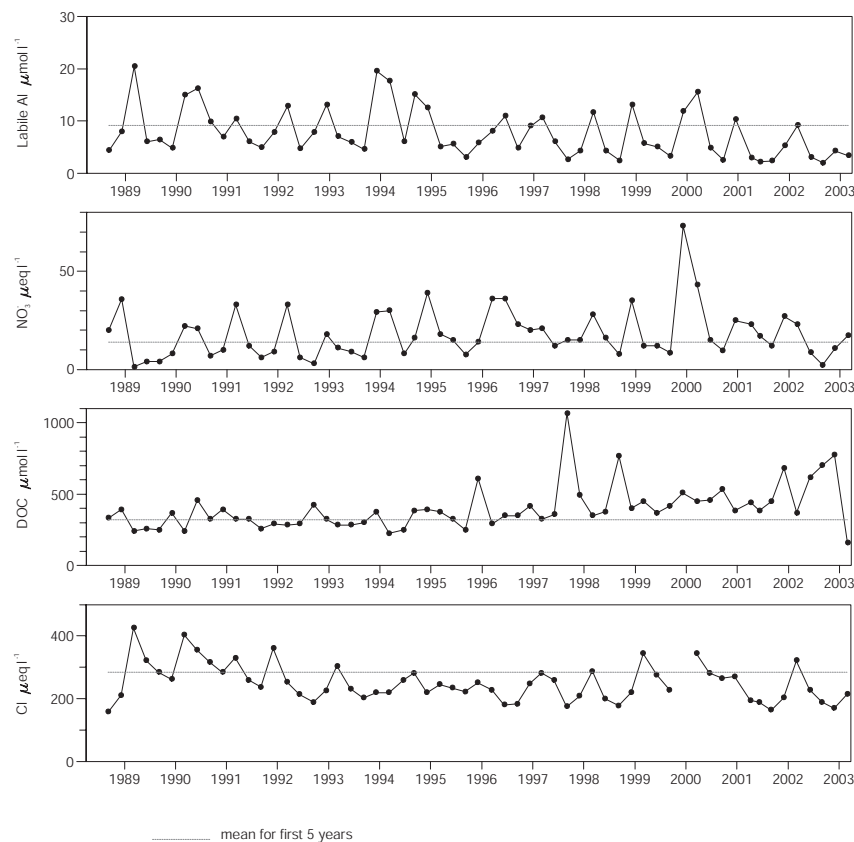 30
20
10
0
Labile Al μmol l⁻¹
1989 1990 1991 1992 1993 1994 1995 1996 1997 1998 1999 2000 2001 2002 2003
50
0
NO₃⁻ μeq l⁻¹
1989 1990 1991 1992 1993 1994 1995 1996 1997 1998 1999 2000 2001 2002 2003
1000
500
0
DOC μmol l⁻¹
1989 1990 1991 1992 1993 1994 1995 1996 1997 1998 1999 2000 2001 2002 2003
400
200
0
Cl μeq l⁻¹
1989 1990 1991 1992 1993 1994 1995 1996 1997 1998 1999 2000 2001 2002 2003
mean for first 5 years